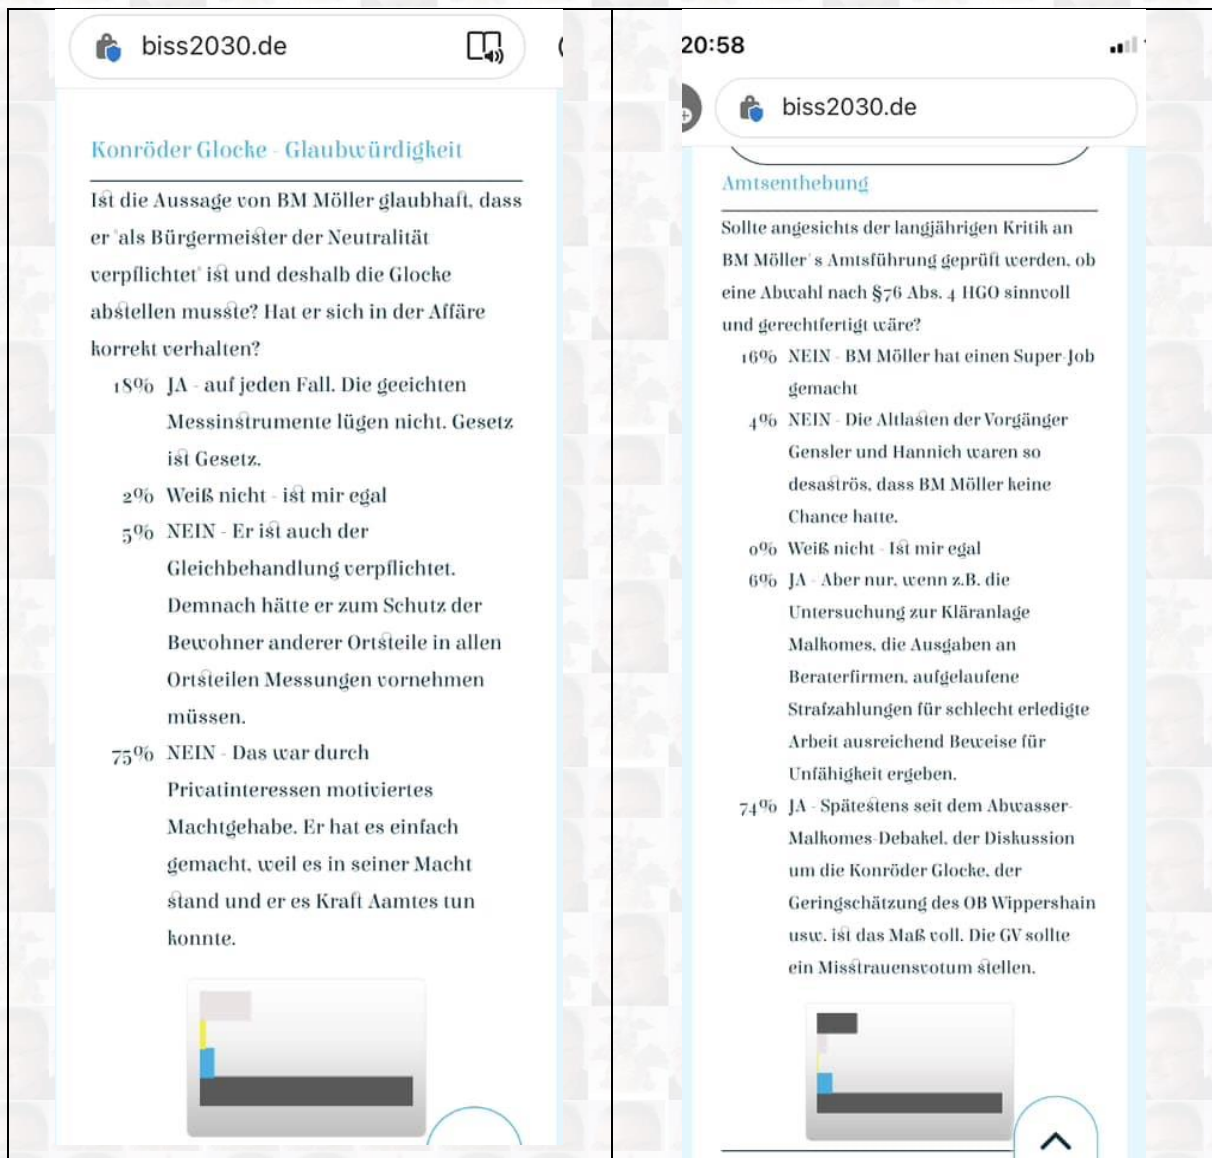 biss2030.de
Konröder Glocke - Glaubwürdigkeit
Ist die Aussage von BM Möller glaubhaft, dass
er "als Bürgermeister der Neutralität
verpflichtet" ist und deshalb die Glocke
abstellen musste? Hat er sich in der Affäre
korrekt verhalten?
18% JA - auf jeden Fall. Die geeichten
Messinstrumente lügen nicht. Gesetz
ist Gesetz.
2% Weiß nicht - ist mir egal
5% NEIN - Er ist auch der
Gleichbehandlung verpflichtet.
Demnach hätte er zum Schutz der
Bewohner anderer Ortsteile in allen
Ortsteilen Messungen vornehmen
müssen.
75% NEIN - Das war durch
Privatinteressen motiviertes
Machtgehabe. Er hat es einfach
gemacht, weil es in seiner Macht
stand und er es Kraft Aamtes tun
konnte.
20:58
biss2030.de
Amtsenthebung
Sollte angesichts der langjährigen Kritik an
BM Möller's Amtsführung geprüft werden, ob
eine Abwahl nach §76 Abs. 4 HGO sinnvoll
und gerechtfertigt wäre?
16% NEIN - BM Möller hat einen Super-Job
gemacht
4% NEIN - Die Altlasten der Vorgänger
Gensler und Hannich waren so
desaströs, dass BM Möller keine
Chance hatte.
0% Weiß nicht - Ist mir egal
6% JA - Aber nur, wenn z.B. die
Untersuchung zur Kläranlage
Malkomes, die Ausgaben an
Beraterfirmen, aufgelaufene
Strafzahlungen für schlecht erledigte
Arbeit ausreichend Beweise für
Unfähigkeit ergeben.
74% JA - Spätestens seit dem Abwasser-
Malkomes-Debakel, der Diskussion
um die Konröder Glocke, der
Geringschätzung des OB Wippershain
usw. ist das Maß voll. Die GV sollte
ein Misstrauensvotum stellen.